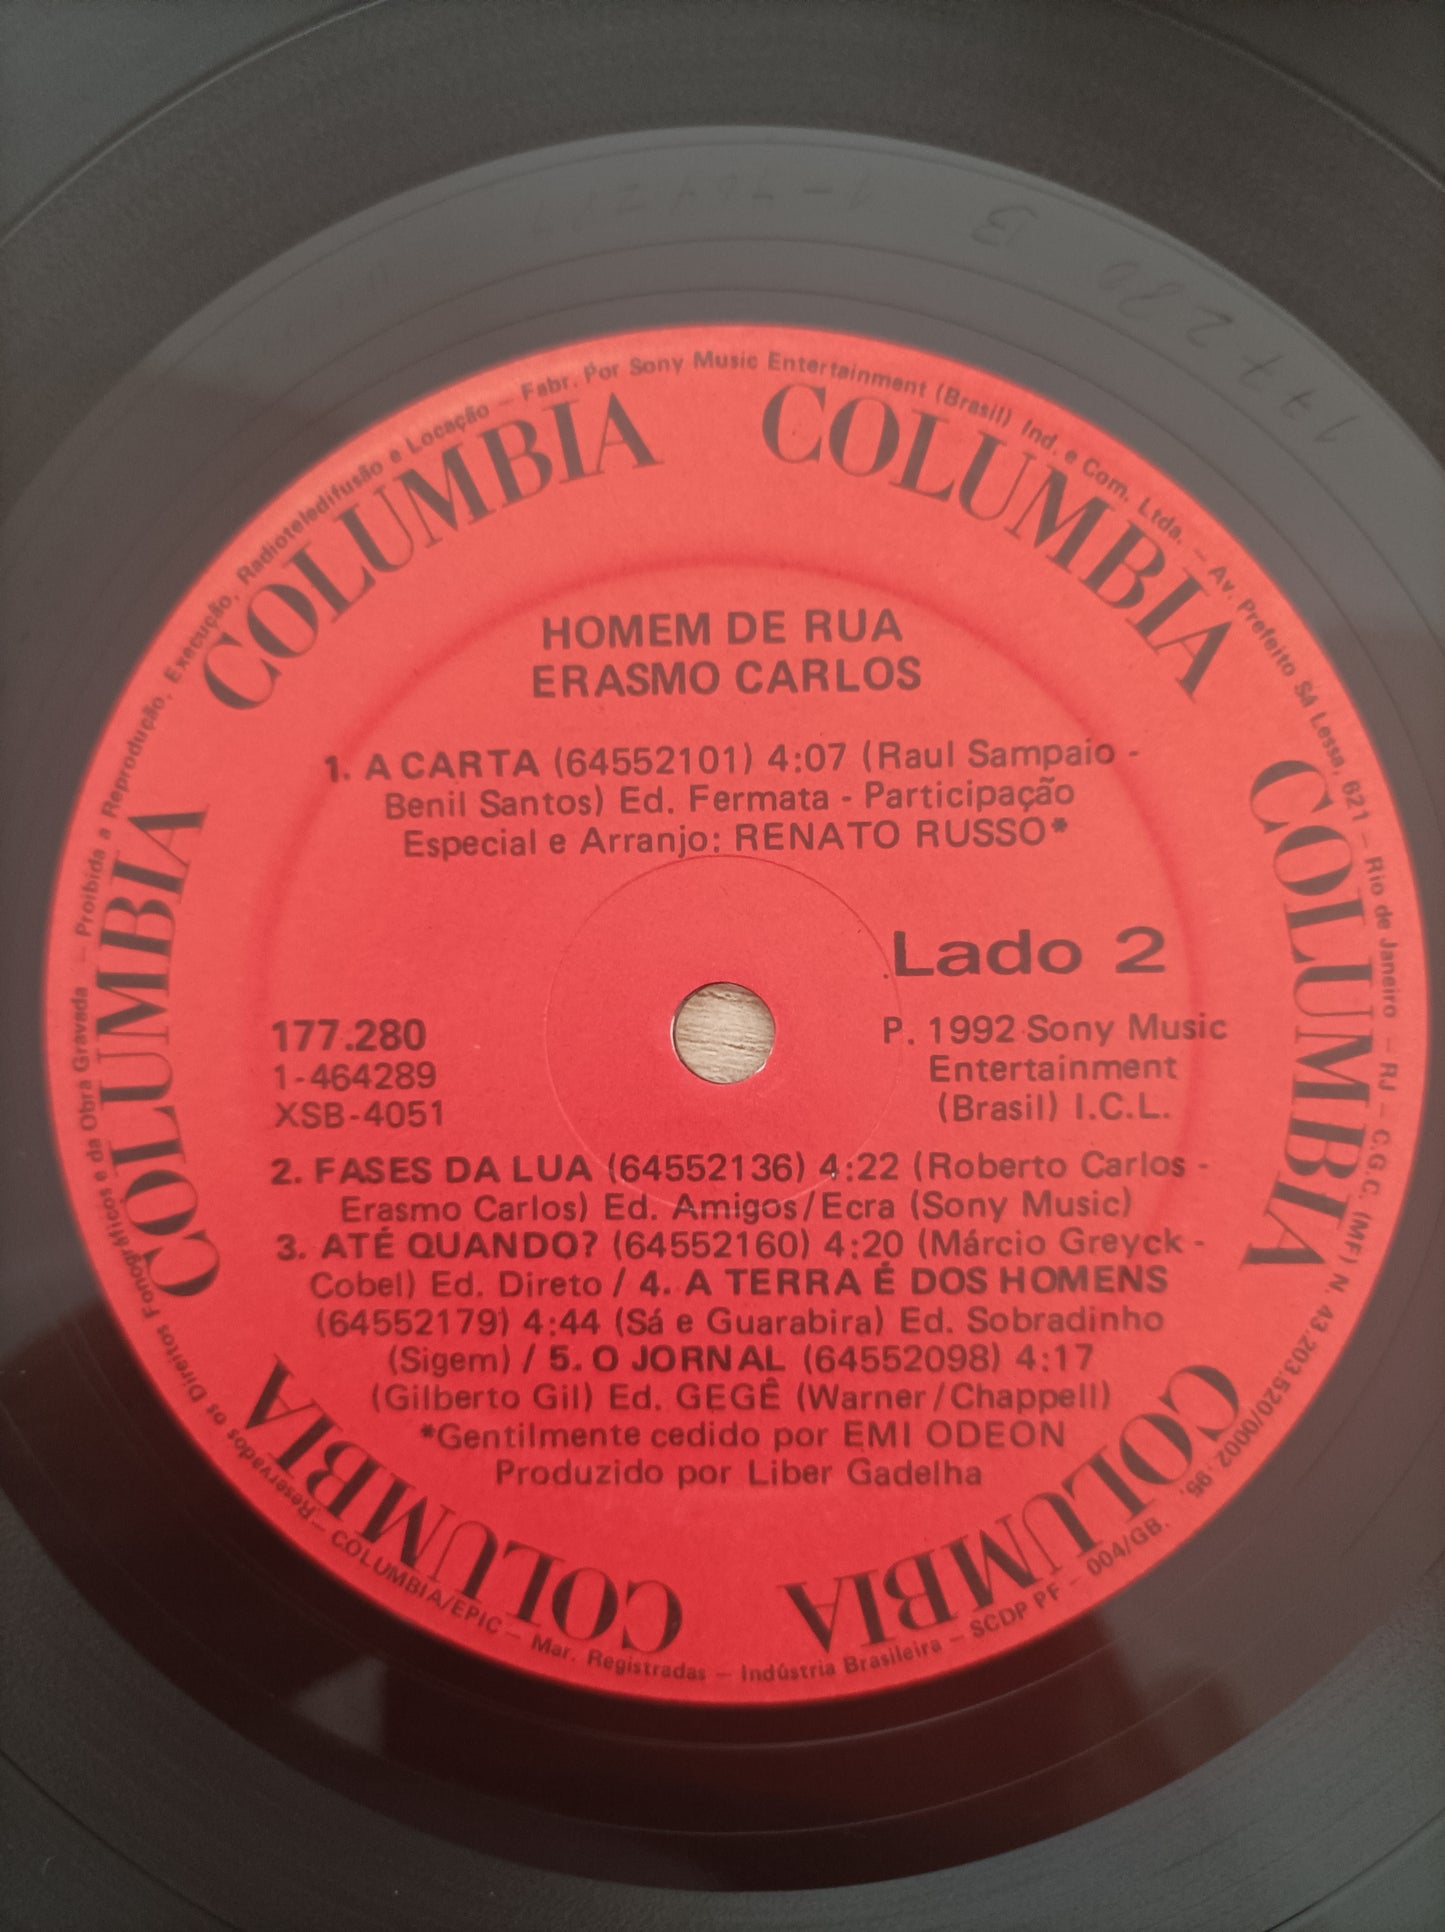 HOMEM DE RUA
ERASMO CARLOS
1. A CARTA (64552101) 4:07 (Raul Sampaio -
Benil Santos) Ed. Fermata - Participação
Especial e Arranjo: RENATO RUSSO*
Lado 2
177.280
1-464289
XSB-4051
P. 1992 Sony Music
Entertainment
(Brasil) I.C.L.
2. FASES DA LUA (64552136) 4:22 (Roberto Carlos -
Erasmo Carlos) Ed. Amigos/Ecra (Sony Music)
3. ATÉ QUANDO? (64552160) 4:20 (Márcio Greyck -
Cobel) Ed. Direto / 4. A TERRA É DOS HOMENS
(64552179) 4:44 (Sá e Guarabira) Ed. Sobradinho
(Sigem) / 5. O JORNAL (64552098) 4:17
(Gilberto Gil) Ed. GEGÊ (Warner/Chappell)
*Gentilmente cedido por EMI ODEON
Produzido por Liber Gadelha
COLUMBIA
COLUMBIA
COLUMBIA
COLUMBIA
COLUMBIA
COLUMBIA
Reservados os Direitos Fonográficos e da Obra Gravada — Proibida a Reprodução, Execução, Radioteledifusão e Locação — Fabr. Por Sony Music Entertainment (Brasil) Ind. e Com. Ltda. — Av. Prefeito Sá Lessa, 621 — Rio de Janeiro — RJ — C.G.C. (MF) N. 43.203.520/0002.95.
COLUMBIA/EPIC — Mar. Registradas — Indústria Brasileira — SCDP PF — 004/GB.
177280 B